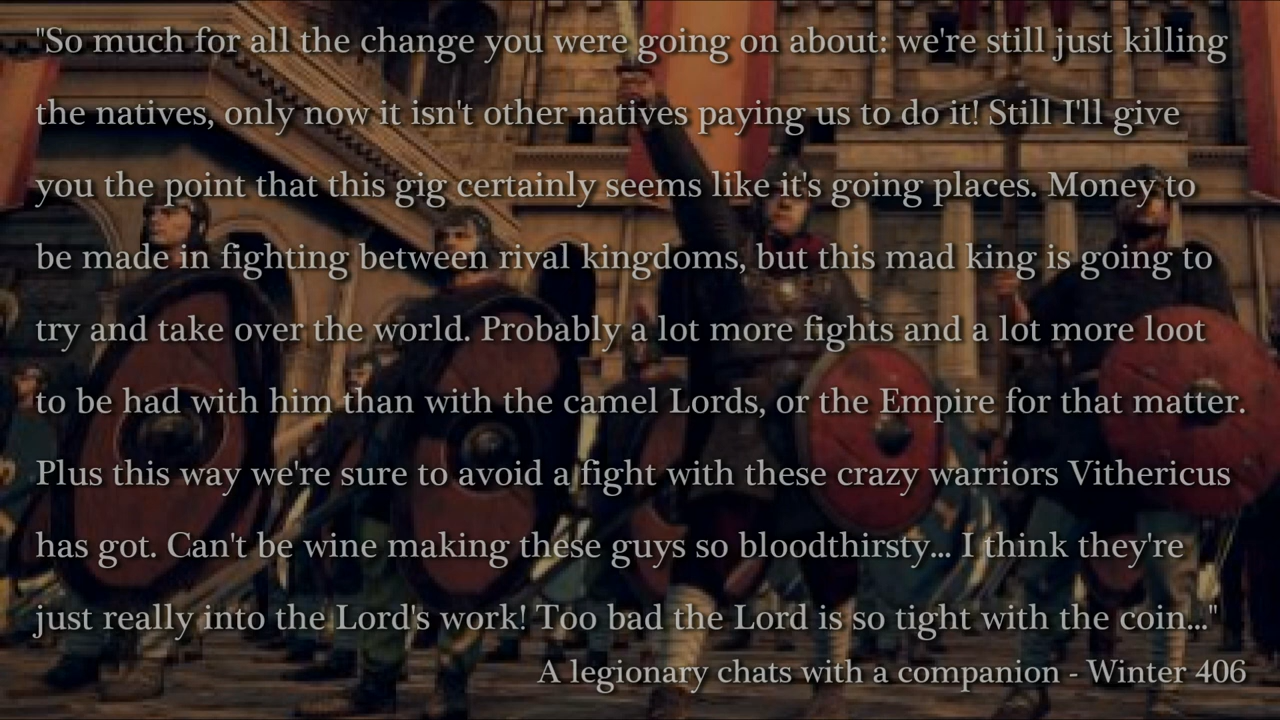 "So much for all the change you were going on about: we're still just killing
the natives, only now it isn't other natives paying us to do it! Still I'll give
you the point that this gig certainly seems like it's going places. Money to
be made in fighting between rival kingdoms, but this mad king is going to
try and take over the world. Probably a lot more fights and a lot more loot
to be had with him than with the camel Lords, or the Empire for that matter.
Plus this way we're sure to avoid a fight with these crazy warriors Vithericus
has got. Can't be wine making these guys so bloodthirsty... I think they're
just really into the Lord's work! Too bad the Lord is so tight with the coin..."
A legionary chats with a companion - Winter 406